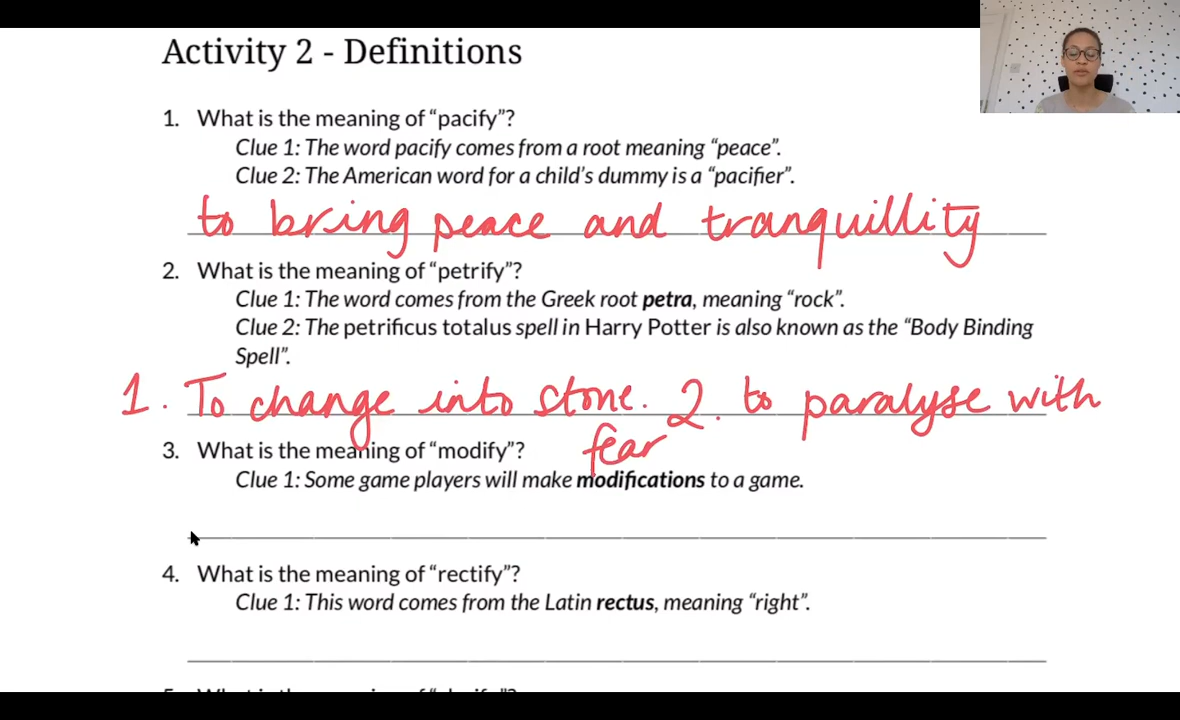 Activity 2 - Definitions
1. What is the meaning of “pacify”?
Clue 1: The word pacify comes from a root meaning “peace”.
Clue 2: The American word for a child’s dummy is a “pacifier”.
to bring peace and tranquillity
2. What is the meaning of “petrify”?
Clue 1: The word comes from the Greek root petra, meaning “rock”.
Clue 2: The petrificus totalus spell in Harry Potter is also known as the “Body Binding
Spell”.
1. To change into stone. 2. to paralyse with
fear
3. What is the meaning of “modify”?
Clue 1: Some game players will make modifications to a game.
4. What is the meaning of “rectify”?
Clue 1: This word comes from the Latin rectus, meaning “right”.